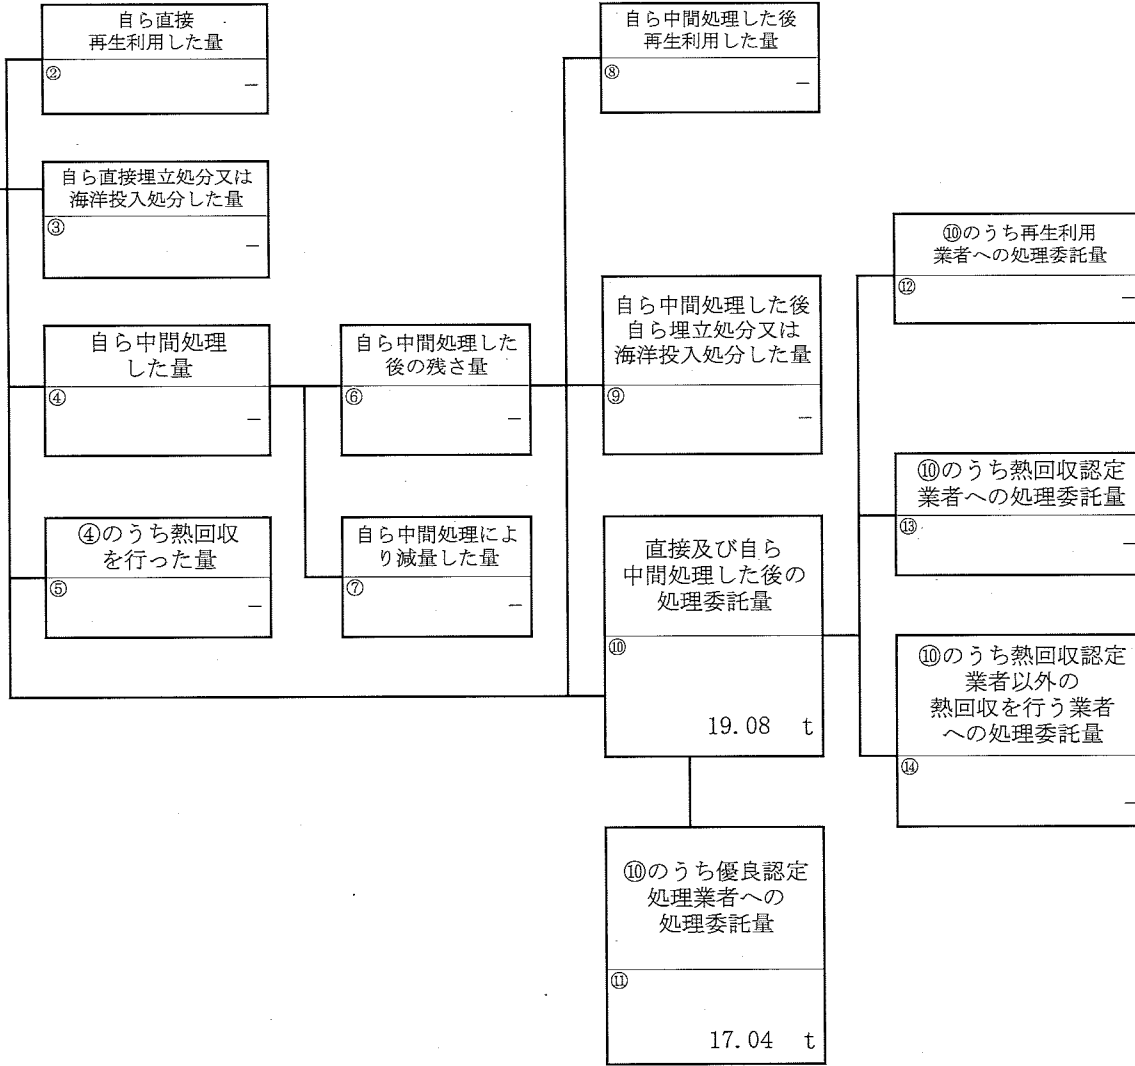 自ら直接
再生利用した量
②
－
自ら中間処理した後
再生利用した量
⑧
－
自ら直接埋立処分又は
海洋投入処分した量
③
－
⑩のうち再生利用
業者への処理委託量
⑫
－
自ら中間処理
した量
④
－
自ら中間処理した
後の残さ量
⑥
－
自ら中間処理した後
自ら埋立処分又は
海洋投入処分した量
⑨
－
⑩のうち熱回収認定
業者への処理委託量
⑬
－
④のうち熱回収
を行った量
⑤
－
自ら中間処理によ
り減量した量
⑦
－
直接及び自ら
中間処理した後の
処理委託量
⑩
19.08 t
⑩のうち熱回収認定
業者以外の
熱回収を行う業者
への処理委託量
⑭
－
⑩のうち優良認定
処理業者への
処理委託量
⑪
17.04 t